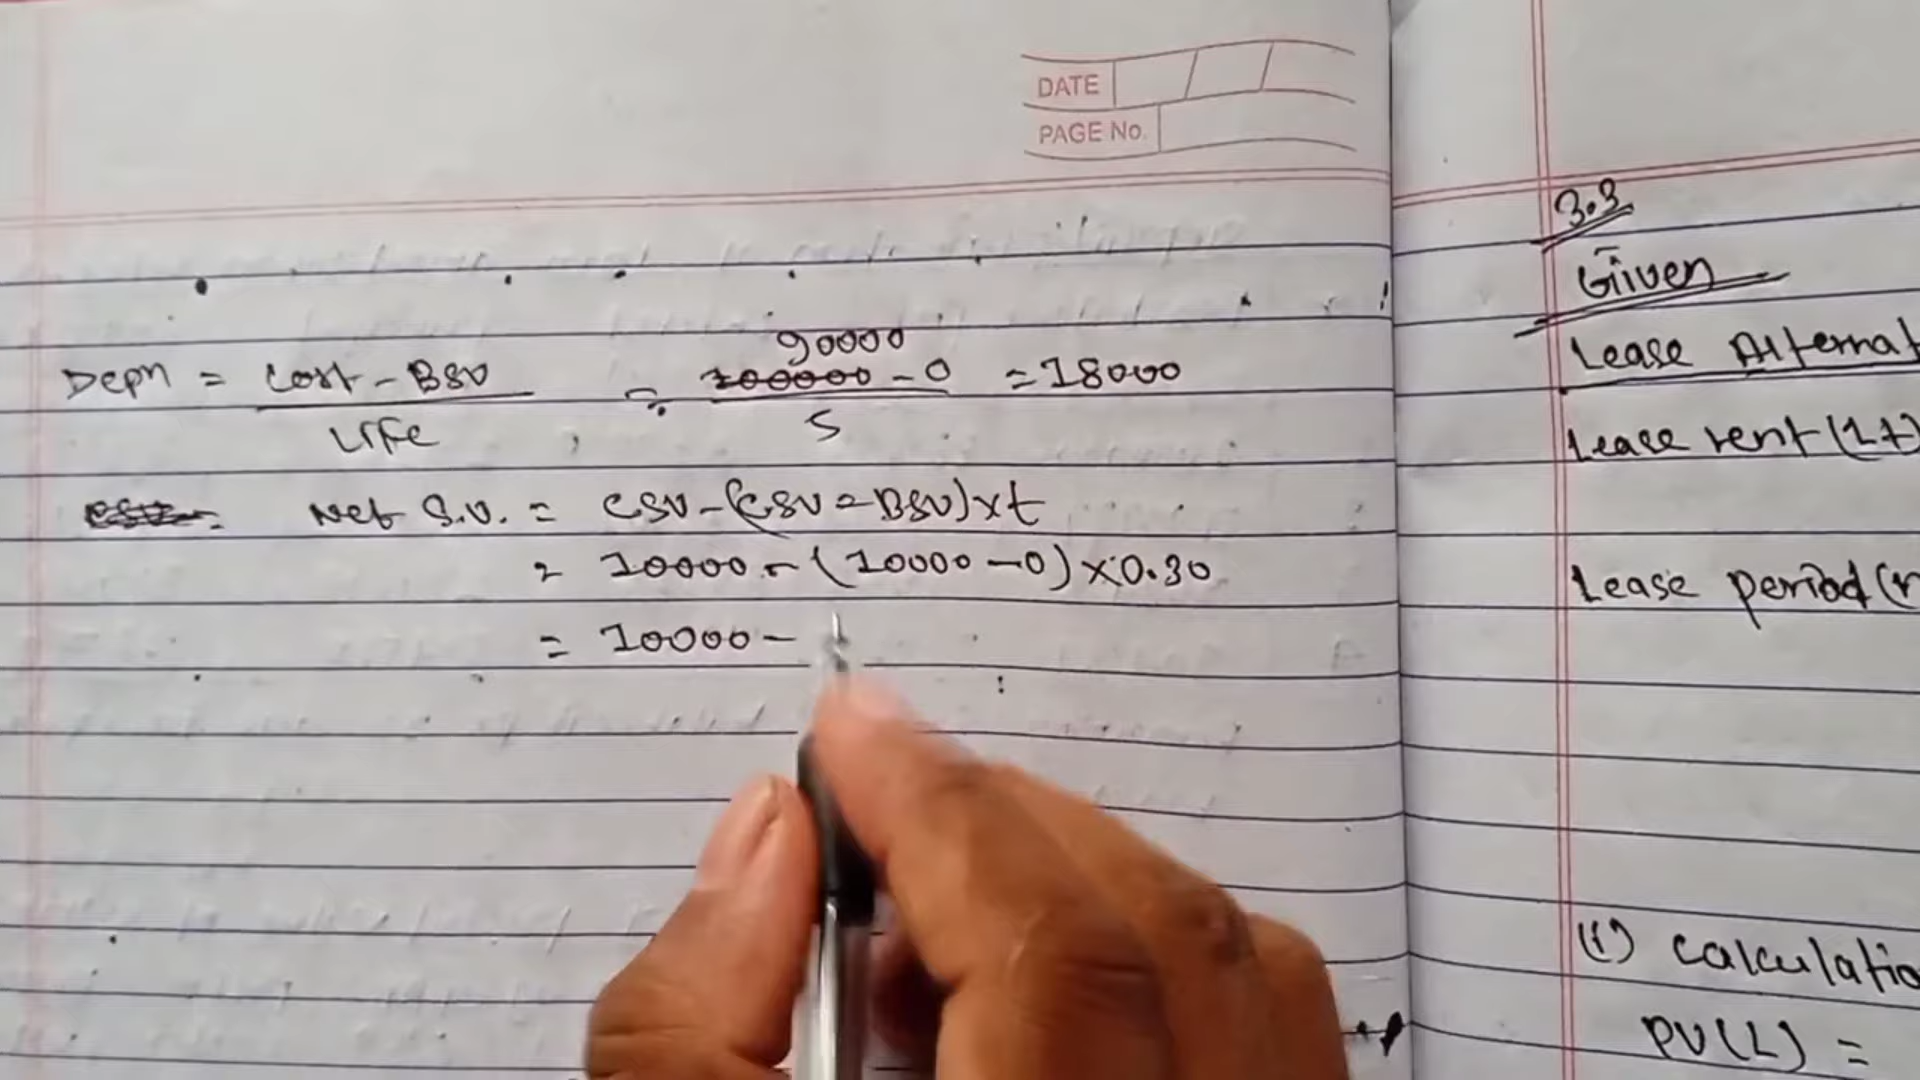 DATE
PAGE No.
90000
Depn = Cost - BSV / Life = 100000 - 0 / 5 = 18000
Net S.V. = CSV - (CSV - BSV) x t
= 10000 - (10000 - 0) x 0.30
= 10000 -
3.3
Given
Lease Alternat
Lease rent (Lt)
Lease period (n
(i) Calculatio
PV(L) =